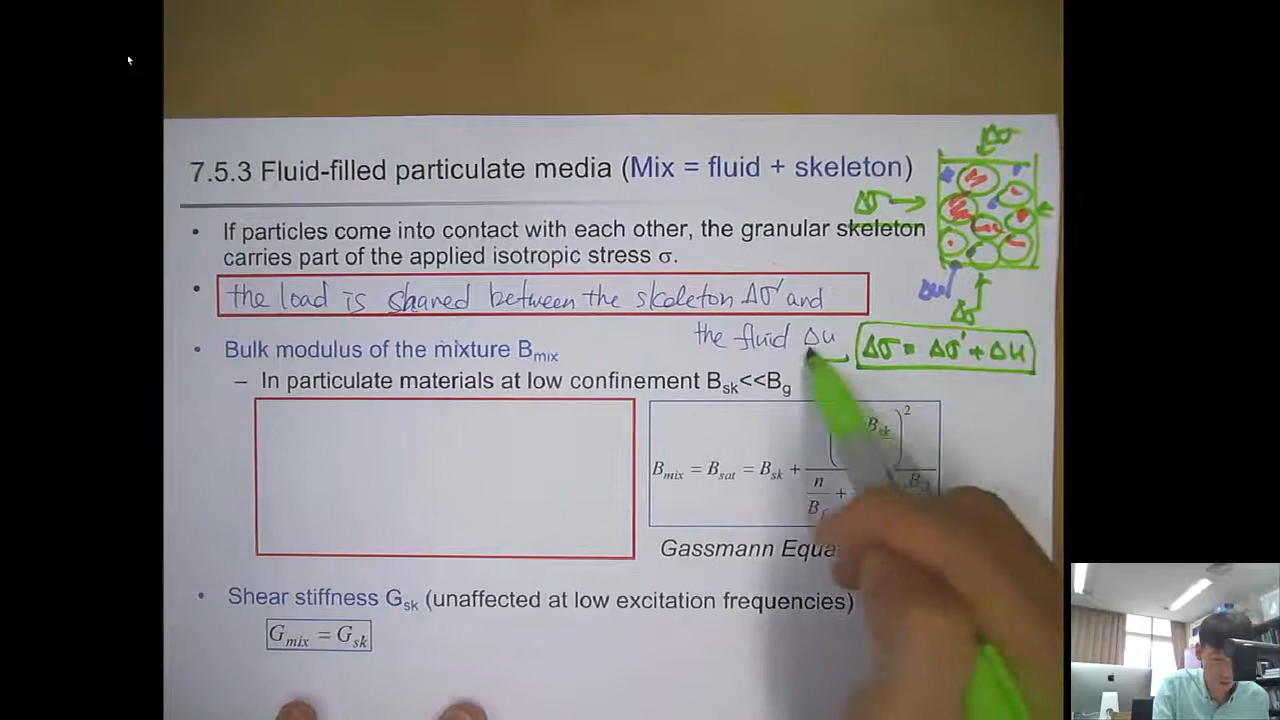 7.5.3 Fluid-filled particulate media (Mix = fluid + skeleton)
Δσ
Δσ
• If particles come into contact with each other, the granular skeleton
carries part of the applied isotropic stress σ.
• the load is shared between the skeleton Δσ' and
the fluid Δu
Δu
Δσ
Δσ = Δσ' + Δu
• Bulk modulus of the mixture Bmix
– In particulate materials at low confinement Bsk<<Bg
Bmix = Bsat = Bsk +
Bsk
2
n
Bf
+
Gassmann
• Shear stiffness Gsk (unaffected at low excitation frequencies)
Gmix = Gsk